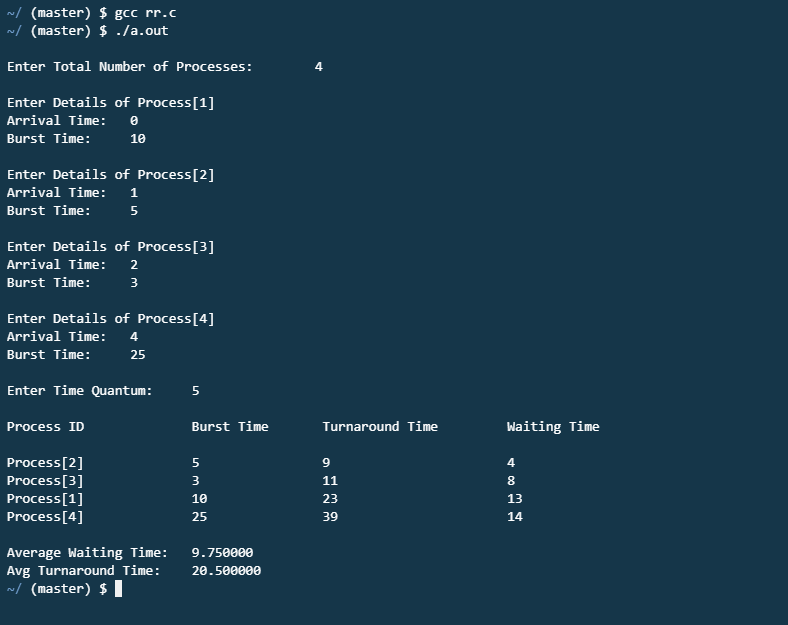 ~/ (master) $ gcc rr.c
~/ (master) $ ./a.out
Enter Total Number of Processes: 4
Enter Details of Process[1]
Arrival Time: 0
Burst Time: 10
Enter Details of Process[2]
Arrival Time: 1
Burst Time: 5
Enter Details of Process[3]
Arrival Time: 2
Burst Time: 3
Enter Details of Process[4]
Arrival Time: 4
Burst Time: 25
Enter Time Quantum: 5
Process ID Burst Time Turnaround Time Waiting Time
Process[2] 5 9 4
Process[3] 3 11 8
Process[1] 10 23 13
Process[4] 25 39 14
Average Waiting Time: 9.750000
Avg Turnaround Time: 20.500000
~/ (master) $